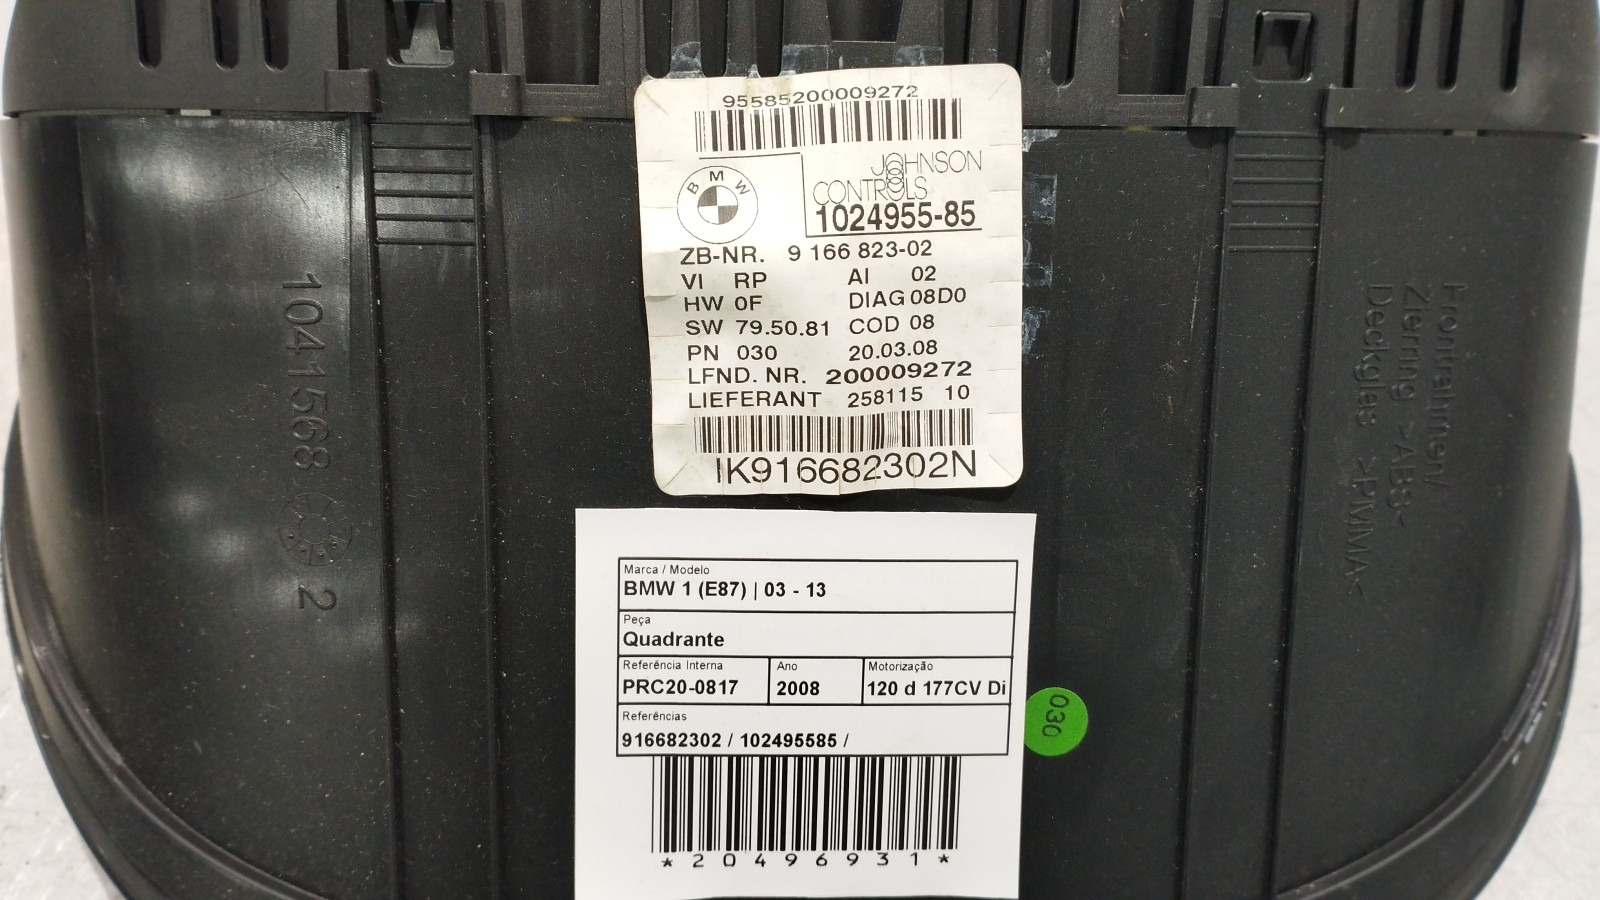 95585200009272
BMW
JOHNSON
CONTROLS
1024955-85
ZB-NR. 9 166 823-02
VI RP AI 02
HW 0F DIAG 08D0
SW 79.50.81 COD 08
PN 030 20.03.08
LFND. NR. 200009272
LIEFERANT 258115 10
IK916682302N
1041568
2
Frontrahmen/
Zierring >ABS<
Deckglas >PMMA<
Marca / Modelo
BMW 1 (E87) | 03 - 13
Peça
Quadrante
Referência Interna Ano Motorização
PRC20-0817 2008 120 d 177CV Di
Referências
916682302 / 102495585 /
*20496931*
030